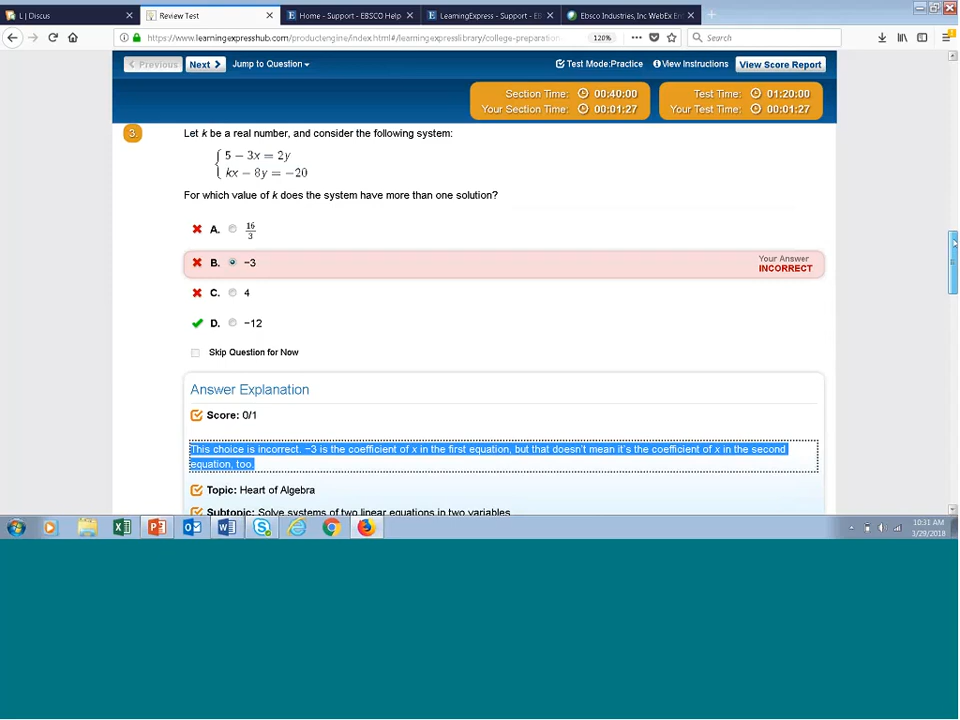 L | Discus
Review Test
Home - Support - EBSCO Help
LearningExpress - Support - EB
Ebsco Industries, Inc WebEx En
https://www.learningexpresshub.com/productengine/index.html#/learningexpresslibrary/college-preparation-
120%
Search
Previous
Next
Jump to Question
Test Mode:Practice
View Instructions
View Score Report
Section Time: 00:40:00
Your Section Time: 00:01:27
Test Time: 01:20:00
Your Test Time: 00:01:27
3.
Let k be a real number, and consider the following system:
5 − 3x = 2y
kx − 8y = −20
For which value of k does the system have more than one solution?
A. 16/3
B. −3
Your Answer
INCORRECT
C. 4
D. −12
Skip Question for Now
Answer Explanation
Score: 0/1
This choice is incorrect. −3 is the coefficient of x in the first equation, but that doesn't mean it's the coefficient of x in the second
equation, too.
Topic: Heart of Algebra
Subtopic: Solve systems of two linear equations in two variables
10:31 AM
3/29/2018